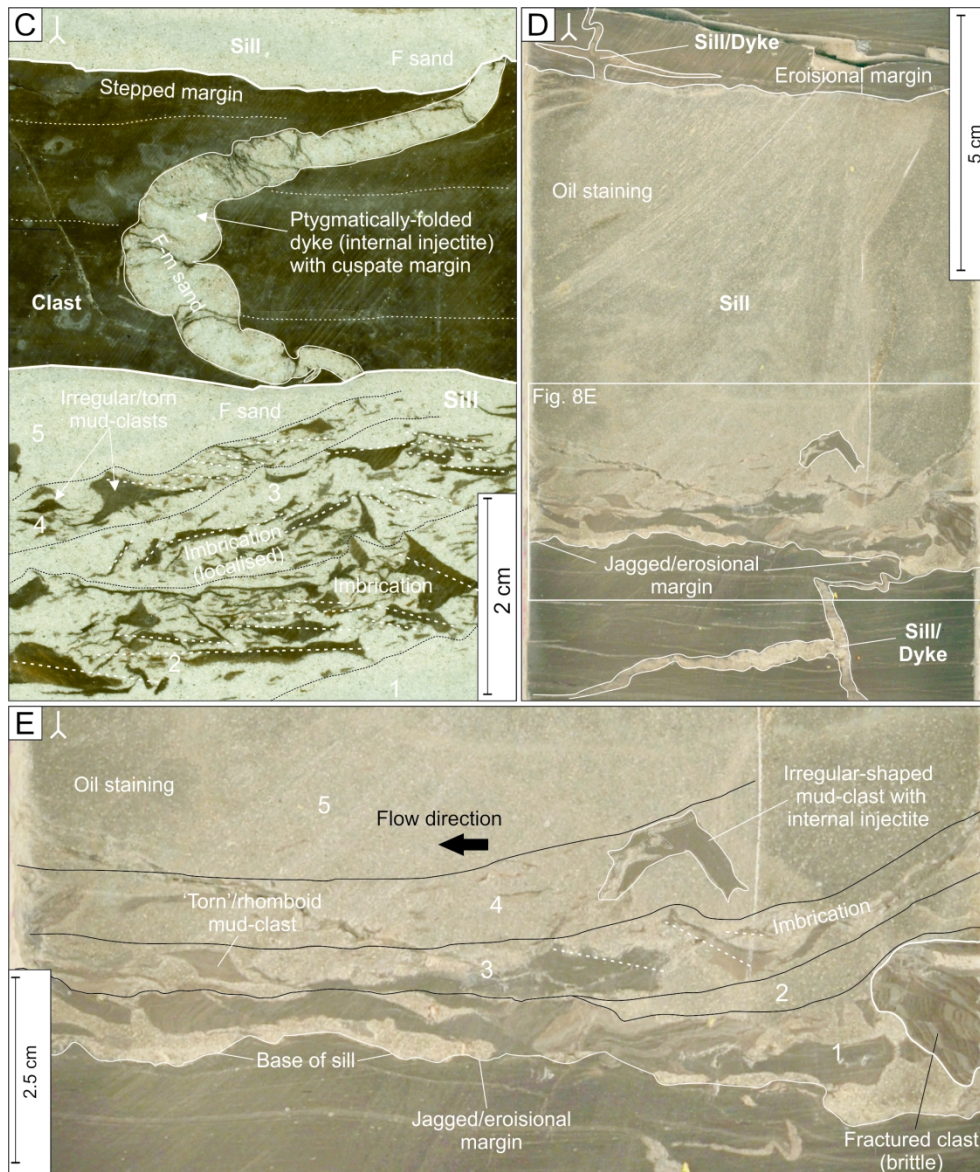 C
Sill
F sand
Stepped margin
Ptygmatically-folded
dyke (internal injectite)
with cuspate margin
F-m sand
Clast
Irregular/torn
mud-clasts
F sand
Sill
5
4
3
Imbrication
(localised)
Imbrication
2
1
2 cm
D
Sill/Dyke
Eroisional margin
Oil staining
Sill
5 cm
Fig. 8E
Jagged/erosional
margin
Sill/
Dyke
E
Oil staining
5
Flow direction
Irregular-shaped
mud-clast with
internal injectite
'Torn'/rhomboid
mud-clast
4
Imbrication
3
2
1
Base of sill
Jagged/eroisional
margin
Fractured clast
(brittle)
2.5 cm